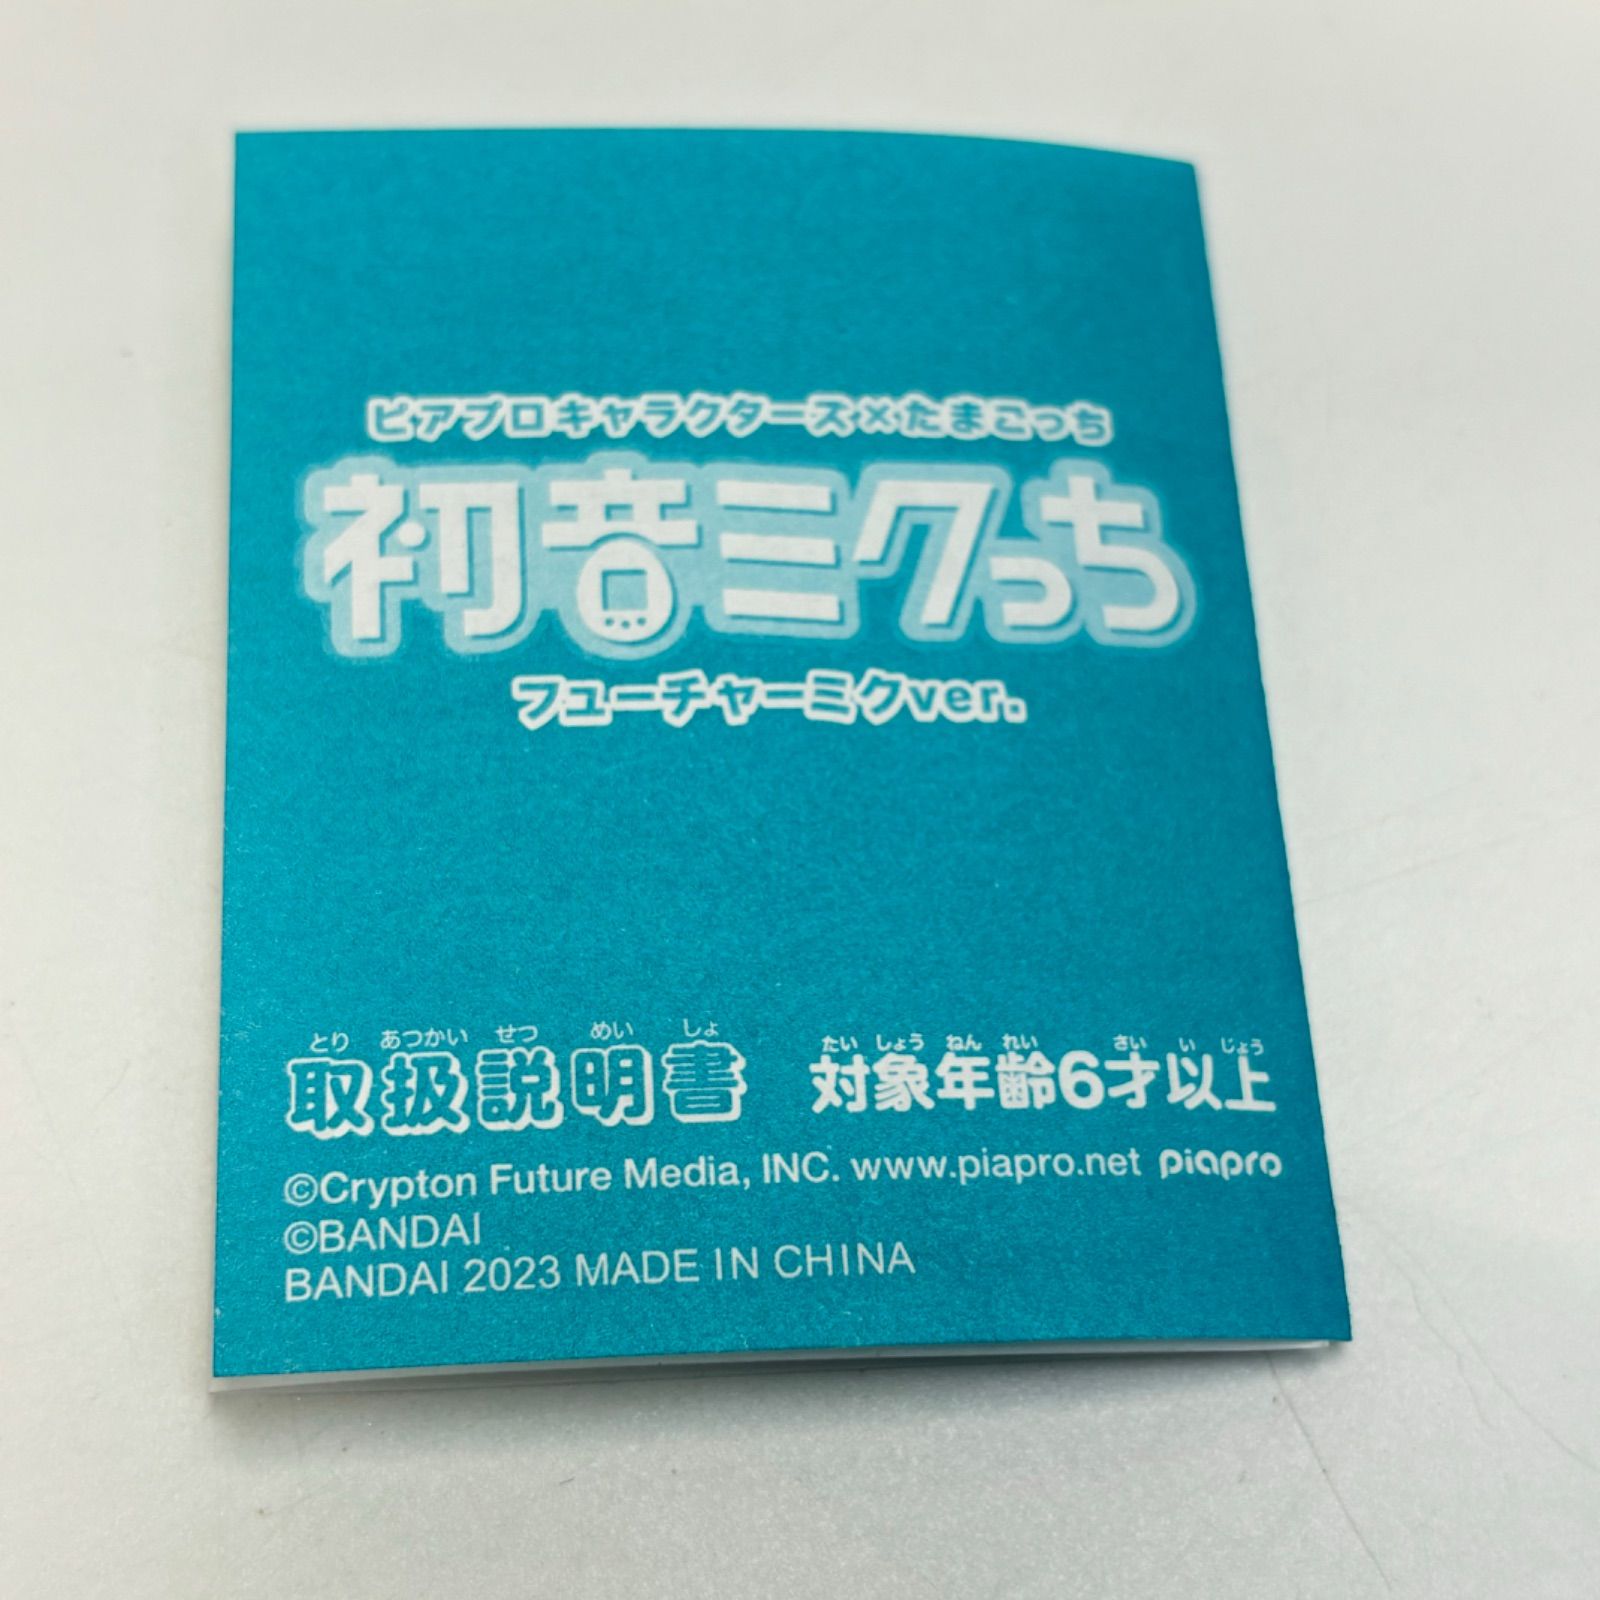 ピアプロキャラクターズ×たまごっち
初音ミクっち
フューチャーミクver.
とり あつかい せつ めい しょ
取扱説明書
たい しょう ねん れい さい い じょう
対象年齢6才以上
©Crypton Future Media, INC. www.piapro.net piapro
©BANDAI
BANDAI 2023 MADE IN CHINA